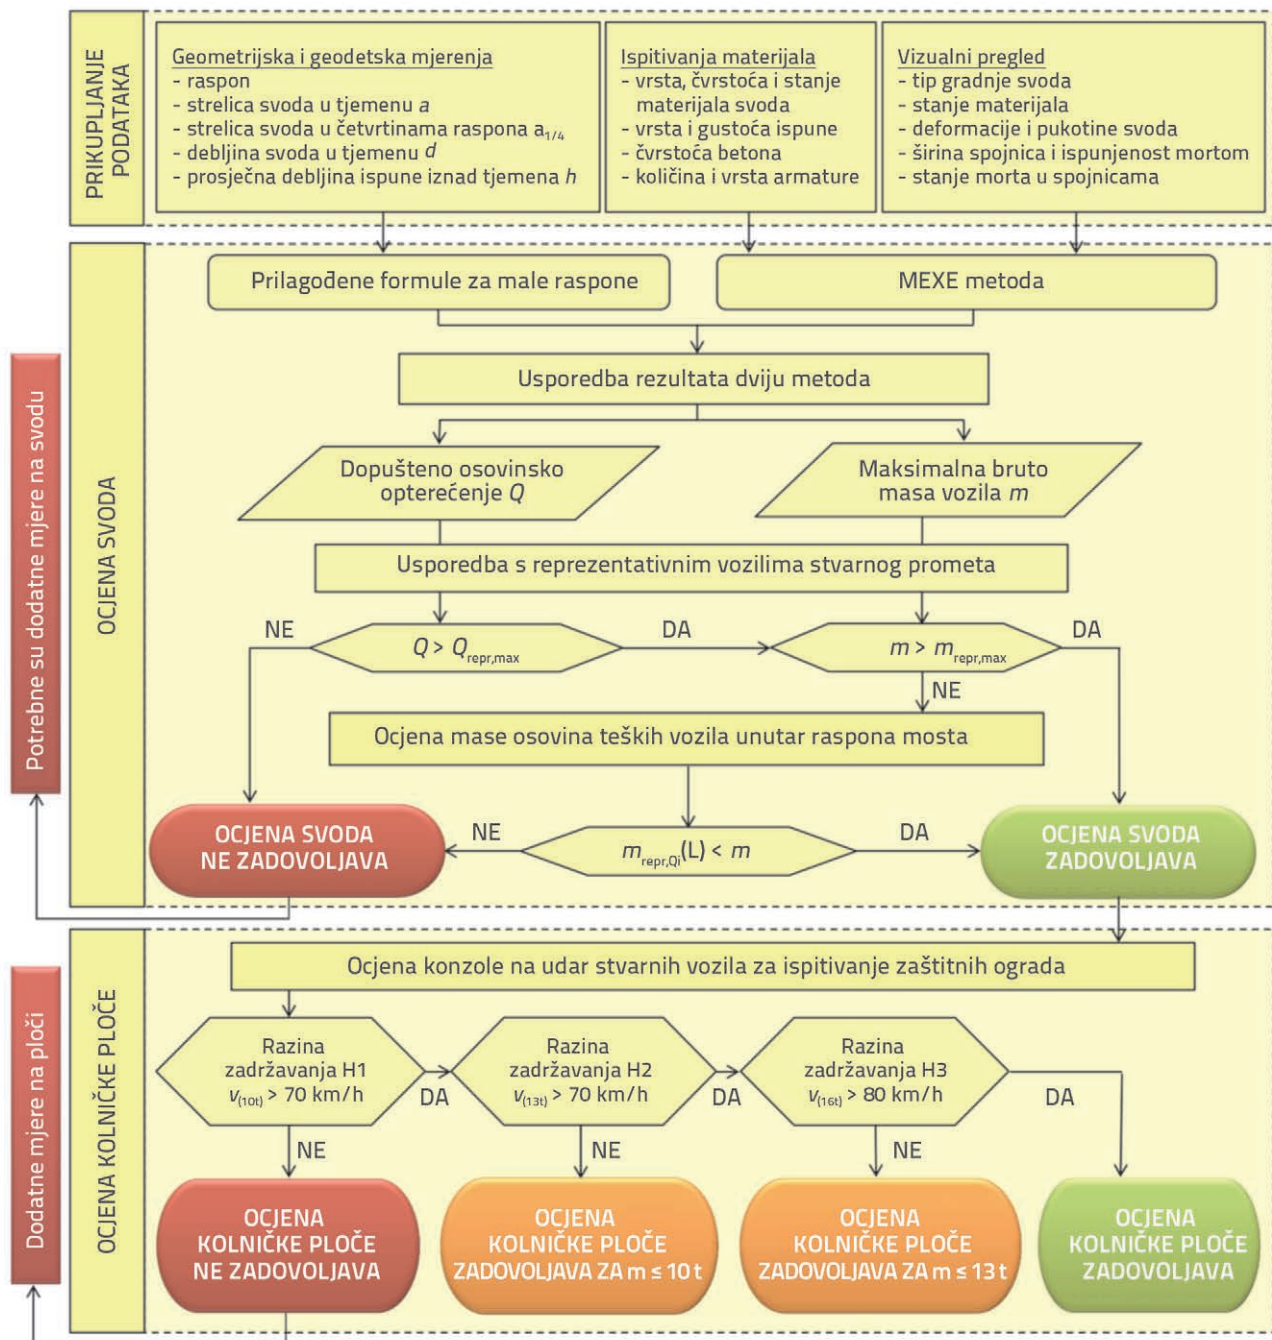 PRIKUPLJANJE
PODATAKA
Geometrijska i geodetska mjerenja
- raspon
- strelica svoda u tjemenu a
- strelica svoda u četvrtinama raspona a1/4
- debljina svoda u tjemenu d
- prosječna debljina ispune iznad tjemena h
Ispitivanja materijala
- vrsta, čvrstoća i stanje
materijala svoda
- vrsta i gustoća ispune
- čvrstoća betona
- količina i vrsta armature
Vizualni pregled
- tip gradnje svoda
- stanje materijala
- deformacije i pukotine svoda
- širina spojnica i ispunjenost mortom
- stanje morta u spojnicama
Potrebne su dodatne mjere na svodu
OCJENA SVODA
Prilagođene formule za male raspone
MEXE metoda
Usporedba rezultata dviju metoda
Dopušteno osovinsko
opterećenje Q
Maksimalna bruto
masa vozila m
Usporedba s reprezentativnim vozilima stvarnog prometa
NE
Q > Qrepr,max
DA
m > mrepr,max
DA
NE
Ocjena mase osovina teških vozila unutar raspona mosta
OCJENA SVODA
NE ZADOVOLJAVA
NE
mrepr,Qi(L) < m
DA
OCJENA SVODA
ZADOVOLJAVA
Dodatne mjere na ploči
OCJENA KOLNIČKE PLOČE
Ocjena konzole na udar stvarnih vozila za ispitivanje zaštitnih ograda
Razina
zadržavanja H1
v(10t) > 70 km/h
DA
NE
Razina
zadržavanja H2
v(13t) > 70 km/h
DA
NE
Razina
zadržavanja H3
v(16t) > 80 km/h
DA
NE
OCJENA
KOLNIČKE PLOČE
NE ZADOVOLJAVA
OCJENA
KOLNIČKE PLOČE
ZADOVOLJAVA ZA m ≤ 10 t
OCJENA
KOLNIČKE PLOČE
ZADOVOLJAVA ZA m ≤ 13 t
OCJENA
KOLNIČKE PLOČE
ZADOVOLJAVA